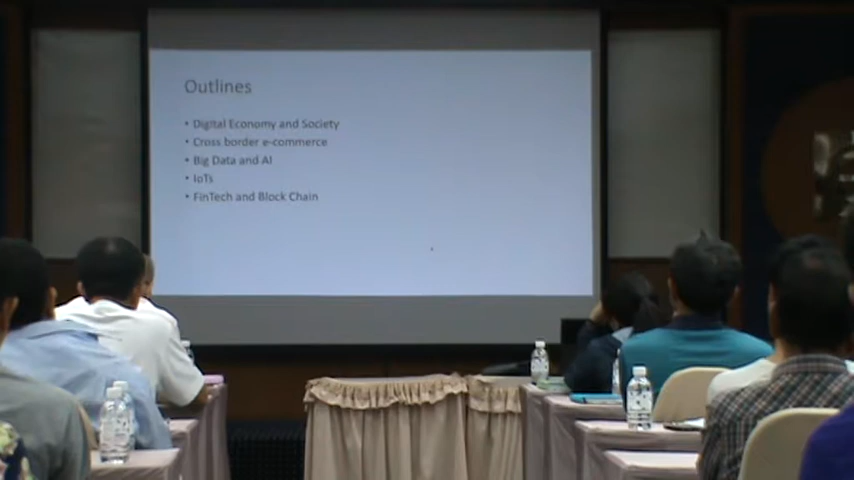 Outlines
• Digital Economy and Society
• Cross border e-commerce
• Big Data and AI
• IoTs
• FinTech and Block Chain